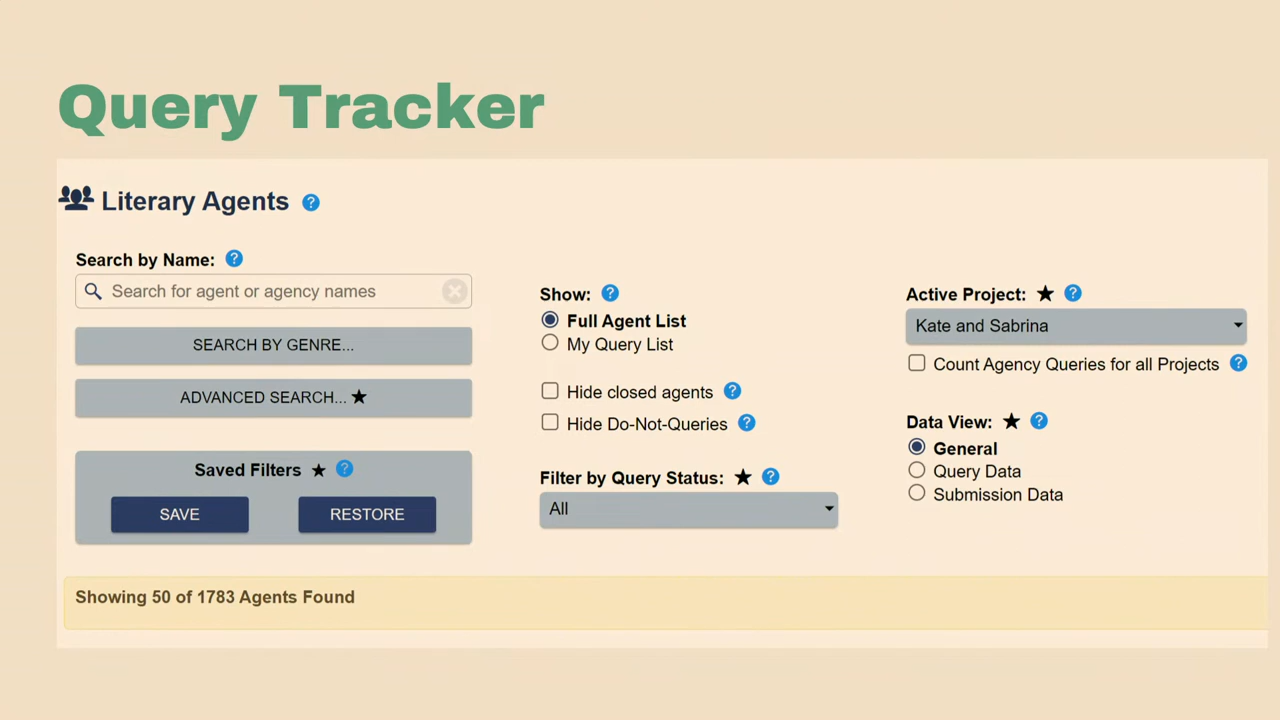 Query Tracker
Literary Agents
Search by Name:
Search for agent or agency names
SEARCH BY GENRE...
ADVANCED SEARCH... ★
Saved Filters ★
SAVE
RESTORE
Show:
Full Agent List
My Query List
Hide closed agents
Hide Do-Not-Queries
Filter by Query Status: ★
All
Active Project: ★
Kate and Sabrina
Count Agency Queries for all Projects
Data View: ★
General
Query Data
Submission Data
Showing 50 of 1783 Agents Found